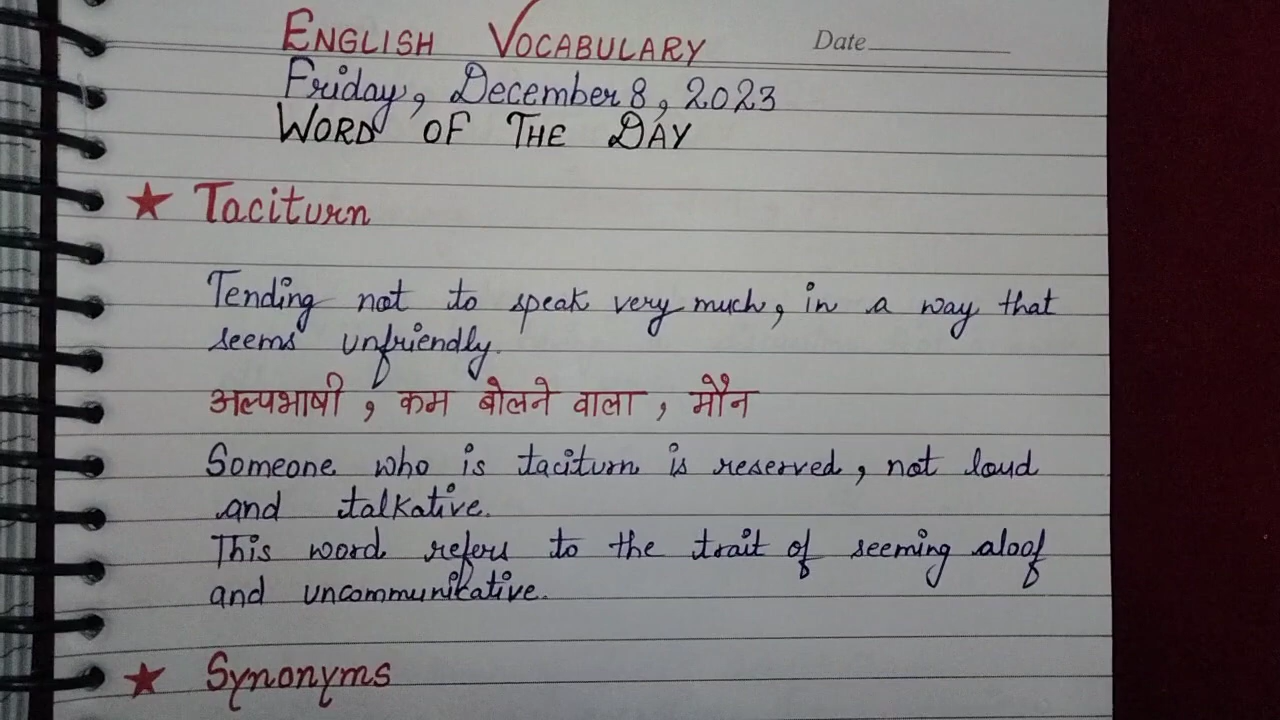 ENGLISH VOCABULARY
Date
Friday, December 8, 2023
WORD OF THE DAY
★ Taciturn
Tending not to speak very much, in a way that
seems unfriendly.
अल्पभाषी, कम बोलने वाला, मौन
Someone who is taciturn is reserved, not loud
and talkative.
This word refers to the trait of seeming aloof
and uncommunikative.
★ Synonyms